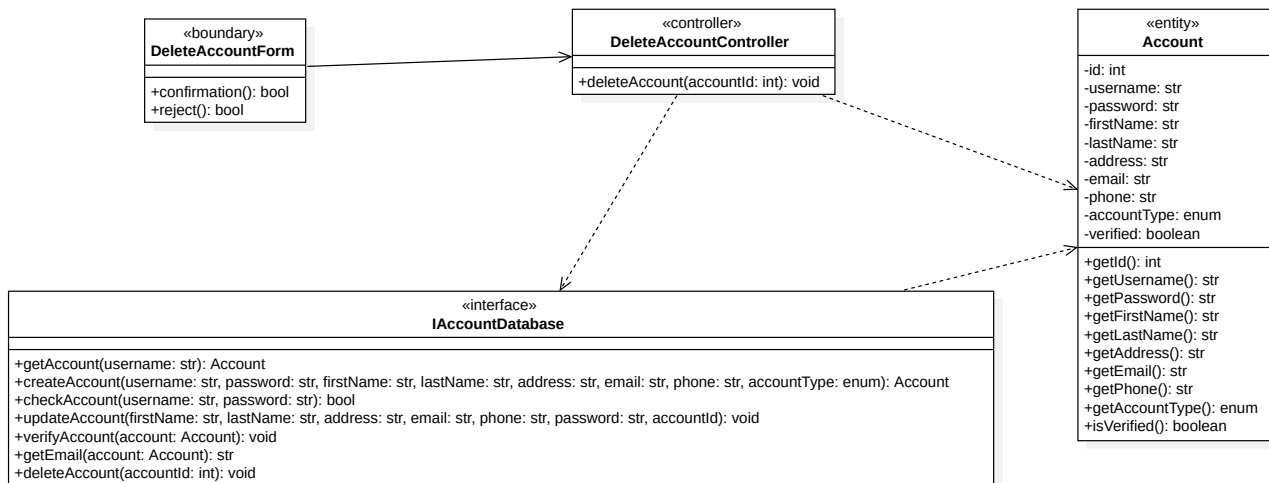 «boundary»
DeleteAccountForm
+confirmation(): bool
+reject(): bool
«controller»
DeleteAccountController
+deleteAccount(accountId: int): void
«entity»
Account
-id: int
-username: str
-password: str
-firstName: str
-lastName: str
-address: str
-email: str
-phone: str
-accountType: enum
-verified: boolean
+getId(): int
+getUsername(): str
+getPassword(): str
+getFirstName(): str
+getLastName(): str
+getAddress(): str
+getEmail(): str
+getPhone(): str
+getAccountType(): enum
+isVerified(): boolean
«interface»
IAccountDatabase
+getAccount(username: str): Account
+createAccount(username: str, password: str, firstName: str, lastName: str, address: str, email: str, phone: str, accountType: enum): Account
+checkAccount(username: str, password: str): bool
+updateAccount(firstName: str, lastName: str, address: str, email: str, phone: str, password: str, accountId): void
+verifyAccount(account: Account): void
+getEmail(account: Account): str
+deleteAccount(accountId: int): void